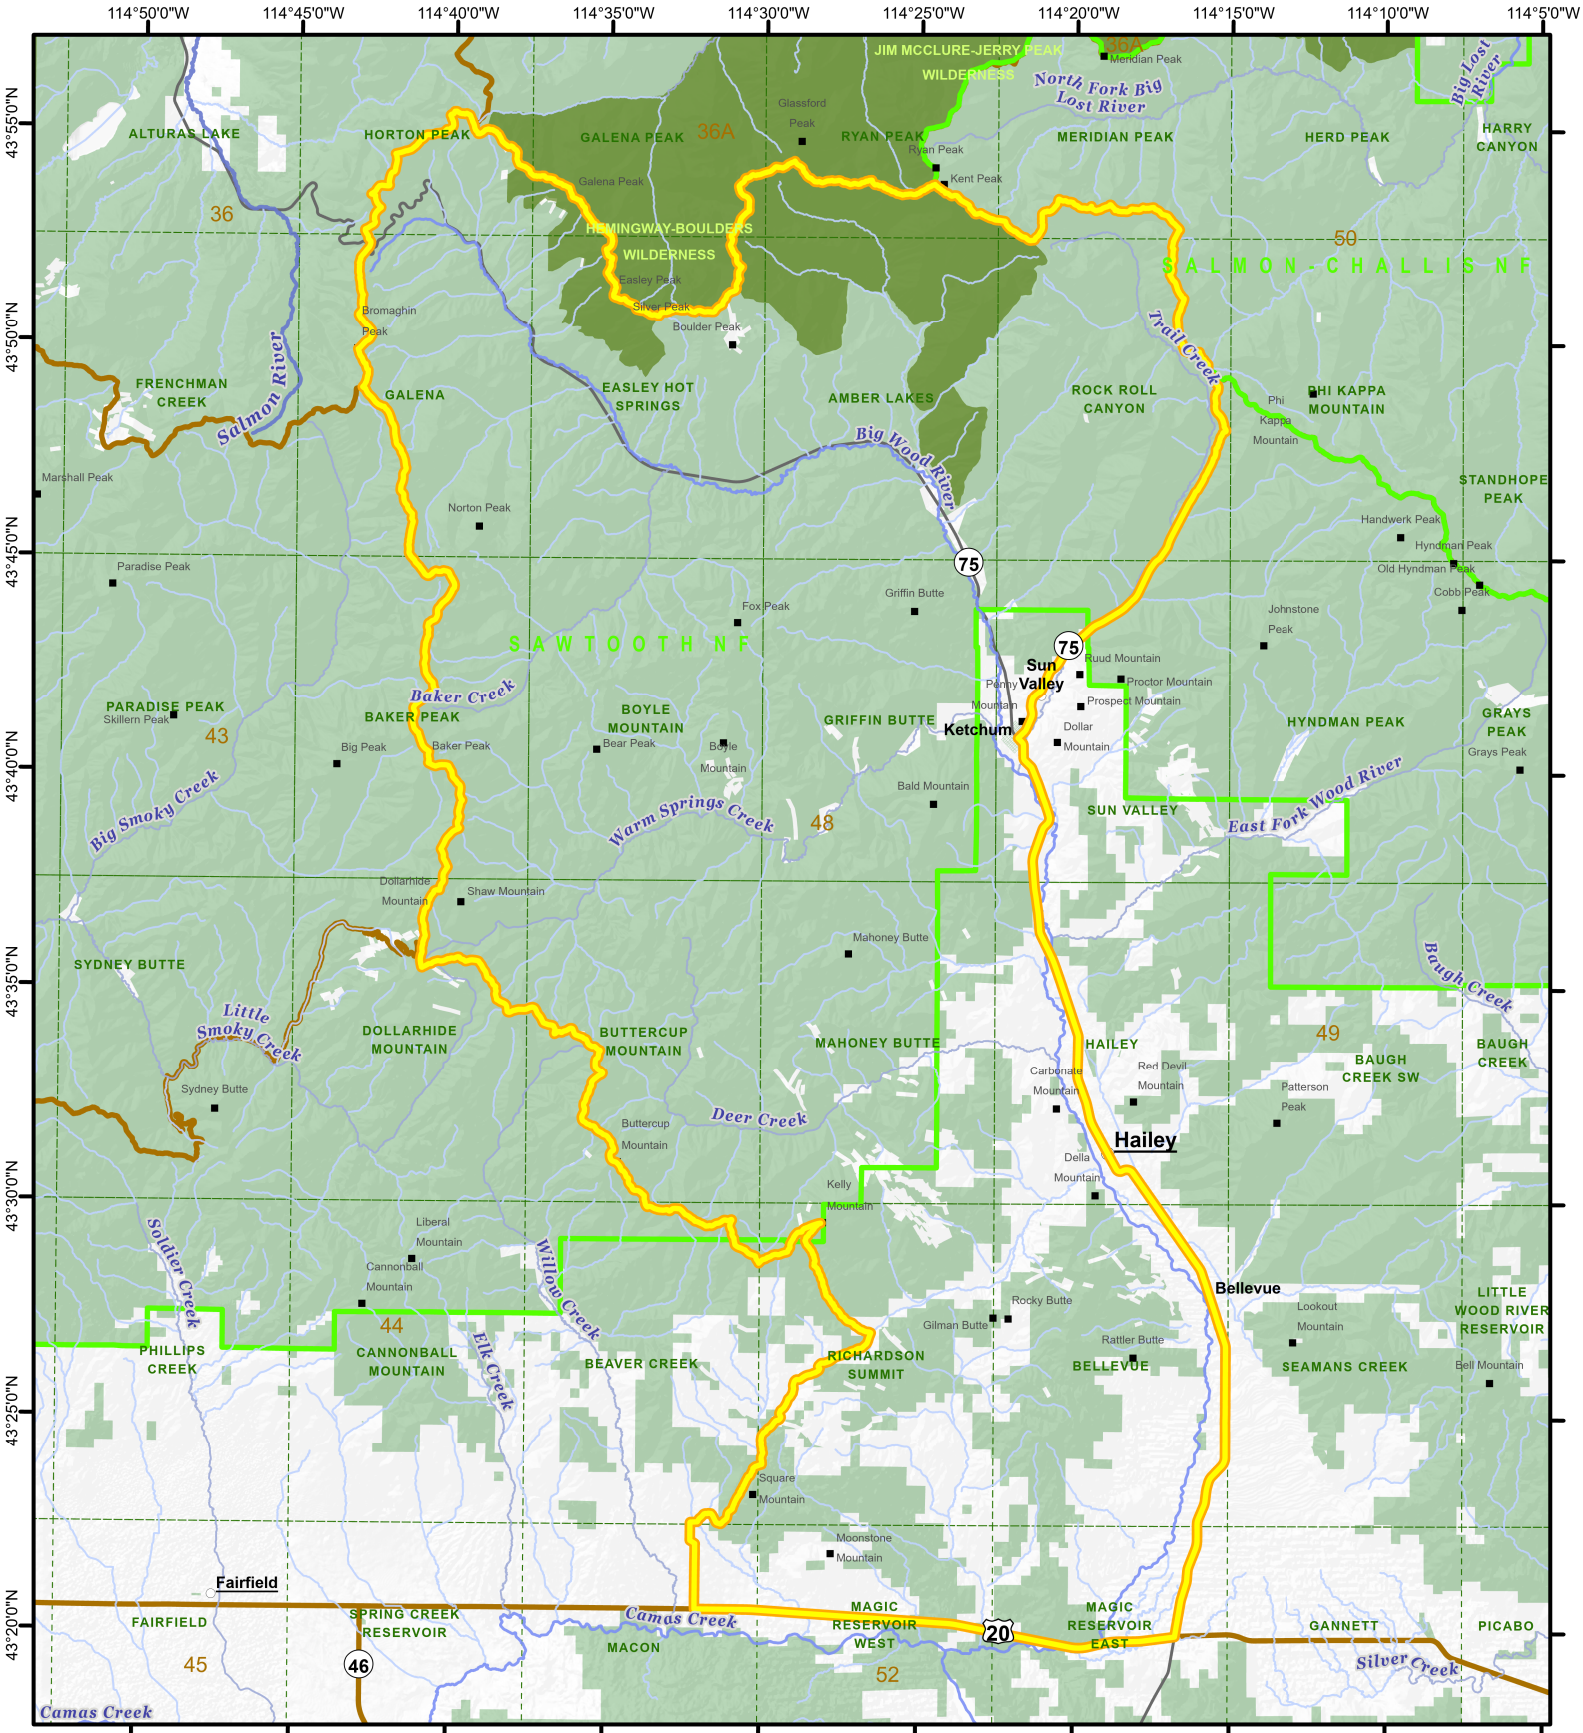 114°50'0"W 114°45'0"W 114°40'0"W 114°35'0"W 114°30'0"W 114°25'0"W 114°20'0"W 114°15'0"W 114°10'0"W 114°5'0"W
36A
JIM MCCLURE-JERRY PEAK
WILDERNESS
Meridian Peak
North Fork Big
Lost River
Big Lost
River
43°55'0"N
ALTURAS LAKE
HORTON PEAK
GALENA PEAK
36A
Glassford
Peak
RYAN PEAK
MERIDIAN PEAK
HERD PEAK
HARRY
CANYON
Ryan Peak
Kent Peak
Galena Peak
36
HEMINGWAY-BOULDERS
WILDERNESS
50
SALMON-CHALLIS NF
Easley Peak
Silver Peak
Boulder Peak
Bromaghin
Peak
Trail Creek
43°50'0"N
Salmon River
FRENCHMAN
CREEK
GALENA
EASLEY HOT
SPRINGS
AMBER LAKES
ROCK ROLL
CANYON
PHI KAPPA
MOUNTAIN
Phi
Kappa
Mountain
Big Wood River
Marshall Peak
STANDHOPE
PEAK
Norton Peak
Handwerk Peak
Hyndman Peak
Old Hyndman Peak
Cobb Peak
43°45'0"N
75
Paradise Peak
Griffin Butte
Fox Peak
Johnstone
Peak
SAWTOOTH NF
75
Ruud Mountain
Sun
Valley
Proctor Mountain
Penny
Mountain
Prospect Mountain
Baker Creek
PARADISE PEAK
Skillern Peak
43
BAKER PEAK
BOYLE
MOUNTAIN
GRIFFIN BUTTE
Ketchum
Dollar
Mountain
HYNDMAN PEAK
GRAYS
PEAK
Grays Peak
Big Peak
Baker Peak
Bear Peak
Boyle
Mountain
43°40'0"N
Bald Mountain
Big Smoky Creek
Warm Springs Creek
48
SUN VALLEY
East Fork Wood River
Dollarhide
Mountain
Shaw Mountain
Mahoney Butte
SYDNEY BUTTE
43°35'0"N
Baugh Creek
Little
Smoky Creek
DOLLARHIDE
MOUNTAIN
BUTTERCUP
MOUNTAIN
MAHONEY BUTTE
HAILEY
49
BAUGH
CREEK SW
BAUGH
CREEK
Carbonate
Mountain
Red Devil
Mountain
Patterson
Peak
Sydney Butte
Deer Creek
Buttercup
Mountain
Hailey
Della
Mountain
43°30'0"N
Kelly
Mountain
Soldier Creek
Liberal
Mountain
Cannonball
Mountain
Willow Creek
Bellevue
LITTLE
WOOD RIVER
RESERVOIR
Rocky Butte
Gilman Butte
Lookout
Mountain
44
Elk Creek
PHILLIPS
CREEK
CANNONBALL
MOUNTAIN
BEAVER CREEK
RICHARDSON
SUMMIT
Rattler Butte
BELLEVUE
SEAMANS CREEK
Bell Mountain
43°25'0"N
Square
Mountain
Moonstone
Mountain
Fairfield
43°20'0"N
FAIRFIELD
SPRING CREEK
RESERVOIR
Camas Creek
MACON
MAGIC
RESERVOIR
WEST
20
MAGIC
RESERVOIR
EAST
GANNETT
PICABO
45
46
52
Silver Creek
Camas Creek